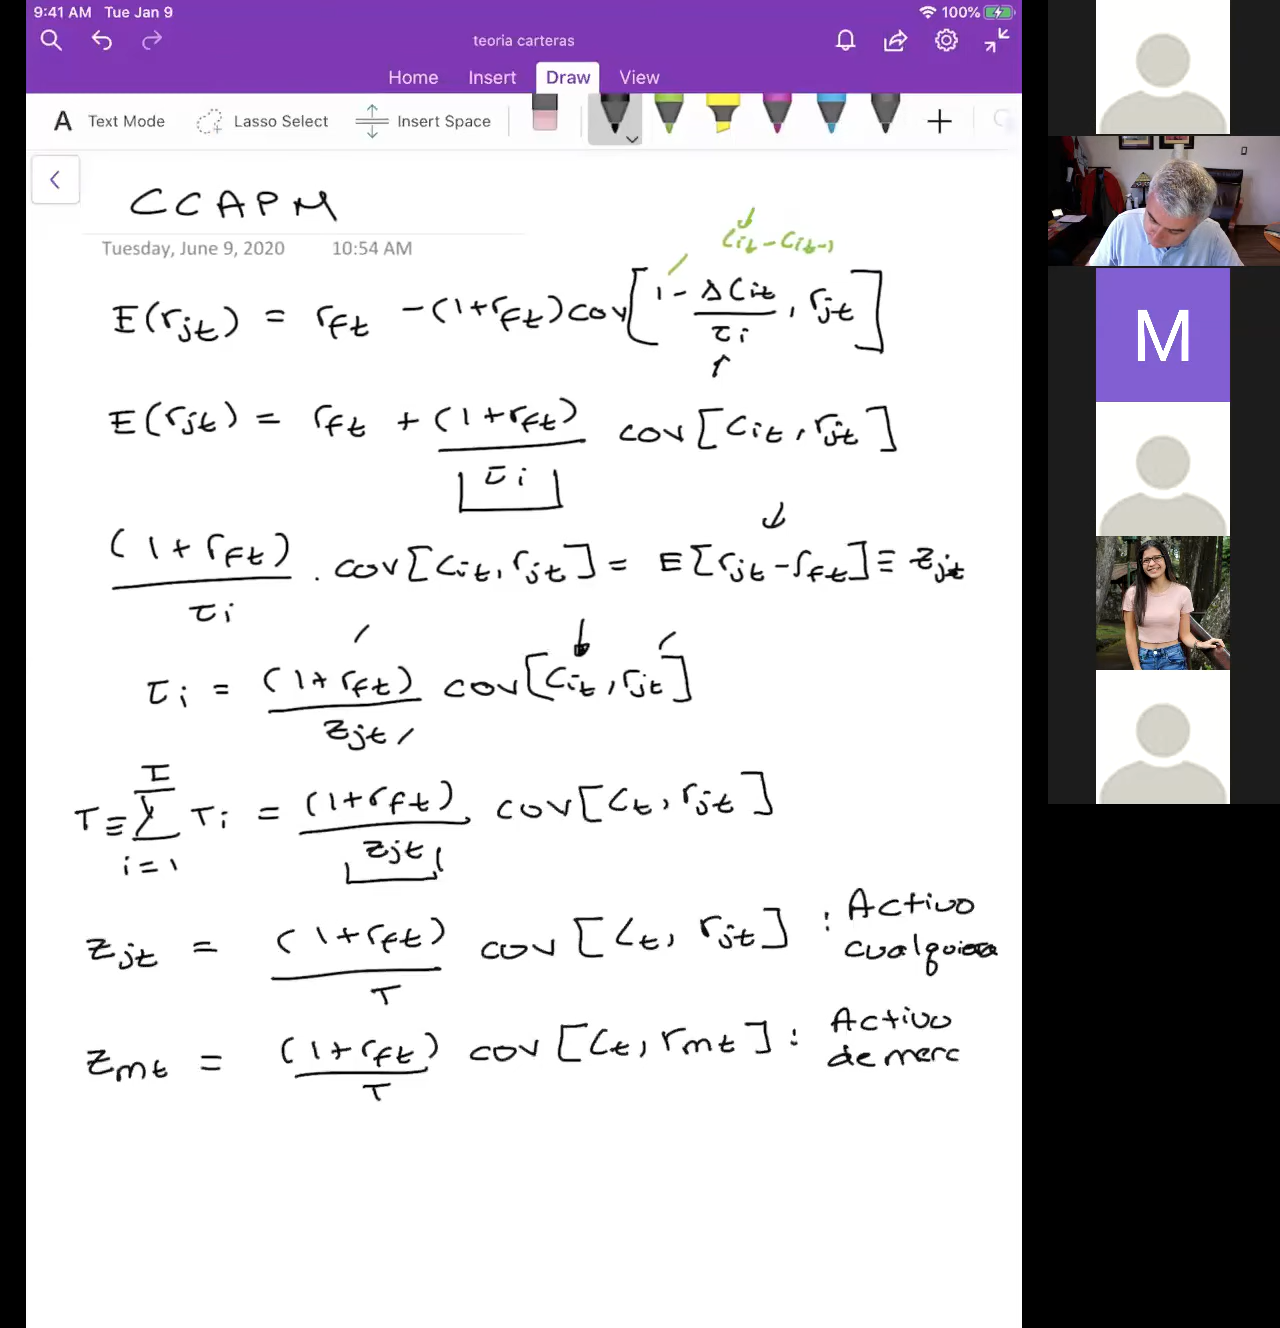 9:41 AM Tue Jan 9
100%
teoria carteras
Home Insert Draw View
A Text Mode Lasso Select Insert Space
CCAPM
Tuesday, June 9, 2020 10:54 AM
Cit - Cit-1
E(rjt) = rft - (1+rft) cov[1 - ΔCit/τi, rjt]
E(rjt) = rft + (1+rft)/τi cov[Cit, rjt]
(1+rft)/τi . cov[Cit, rjt] = E[rjt - rft] ≡ zjt
τi = (1+rft)/zjt cov[Cit, rjt]
T ≡ Σ i=1 I τi = (1+rft)/zjt cov[Ct, rjt]
zjt = (1+rft)/T cov[Ct, rjt] : Activo cualquiera
zmt = (1+rft)/T cov[Ct, rmt] : Activo de merc
M